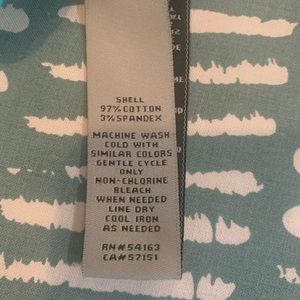 SHELL
97% COTTON
3% SPANDEX
MACHINE WASH
COLD WITH
SIMILAR COLORS
GENTLE CYCLE
ONLY
NON-CHLORINE
BLEACH
WHEN NEEDED
LINE DRY
COOL IRON
AS NEEDED
RN# 54163
CA# 57151